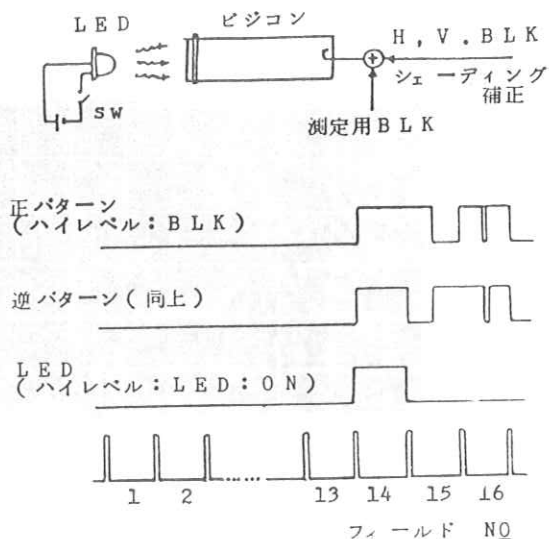 LED
ビジコン
H,V.BLK
シェーディング
補正
SW
測定用BLK
正パターン
(ハイレベル:BLK)
逆パターン(同上)
LED
(ハイレベル:LED:ON)
1 2 ...... 13 14 15 16
フィールド NO